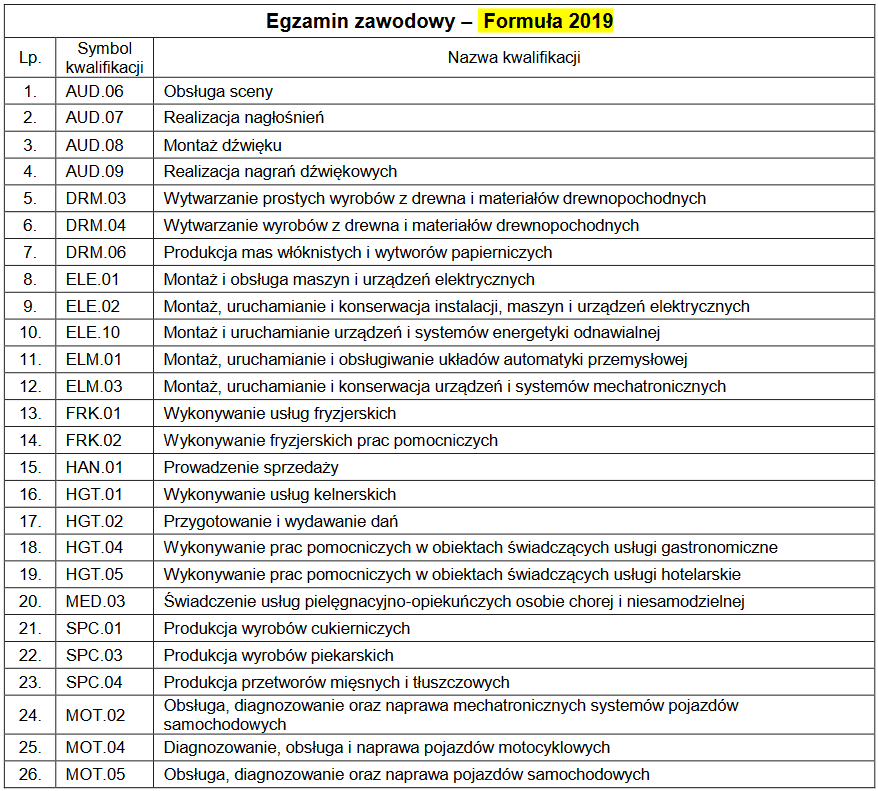 Egzamin zawodowy – Formuła 2019
Lp. Symbol kwalifikacji Nazwa kwalifikacji
1. AUD.06 Obsługa sceny
2. AUD.07 Realizacja nagłośnień
3. AUD.08 Montaż dźwięku
4. AUD.09 Realizacja nagrań dźwiękowych
5. DRM.03 Wytwarzanie prostych wyrobów z drewna i materiałów drewnopochodnych
6. DRM.04 Wytwarzanie wyrobów z drewna i materiałów drewnopochodnych
7. DRM.06 Produkcja mas włóknistych i wytworów papierniczych
8. ELE.01 Montaż i obsługa maszyn i urządzeń elektrycznych
9. ELE.02 Montaż, uruchamianie i konserwacja instalacji, maszyn i urządzeń elektrycznych
10. ELE.10 Montaż i uruchamianie urządzeń i systemów energetyki odnawialnej
11. ELM.01 Montaż, uruchamianie i obsługiwanie układów automatyki przemysłowej
12. ELM.03 Montaż, uruchamianie i konserwacja urządzeń i systemów mechatronicznych
13. FRK.01 Wykonywanie usług fryzjerskich
14. FRK.02 Wykonywanie fryzjerskich prac pomocniczych
15. HAN.01 Prowadzenie sprzedaży
16. HGT.01 Wykonywanie usług kelnerskich
17. HGT.02 Przygotowanie i wydawanie dań
18. HGT.04 Wykonywanie prac pomocniczych w obiektach świadczących usługi gastronomiczne
19. HGT.05 Wykonywanie prac pomocniczych w obiektach świadczących usługi hotelarskie
20. MED.03 Świadczenie usług pielęgnacyjno-opiekuńczych osobie chorej i niesamodzielnej
21. SPC.01 Produkcja wyrobów cukierniczych
22. SPC.03 Produkcja wyrobów piekarskich
23. SPC.04 Produkcja przetworów mięsnych i tłuszczowych
24. MOT.02 Obsługa, diagnozowanie oraz naprawa mechatronicznych systemów pojazdów
samochodowych
25. MOT.04 Diagnozowanie, obsługa i naprawa pojazdów motocyklowych
26. MOT.05 Obsługa, diagnozowanie oraz naprawa pojazdów samochodowych